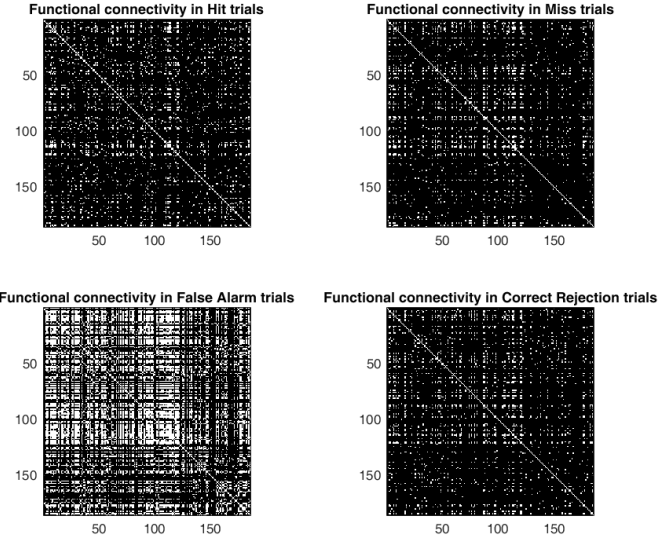 Functional connectivity in Hit trials
50
100
150
50 100 150
Functional connectivity in Miss trials
50
100
150
50 100 150
Functional connectivity in False Alarm trials
50
100
150
50 100 150
Functional connectivity in Correct Rejection trials
50
100
150
50 100 150